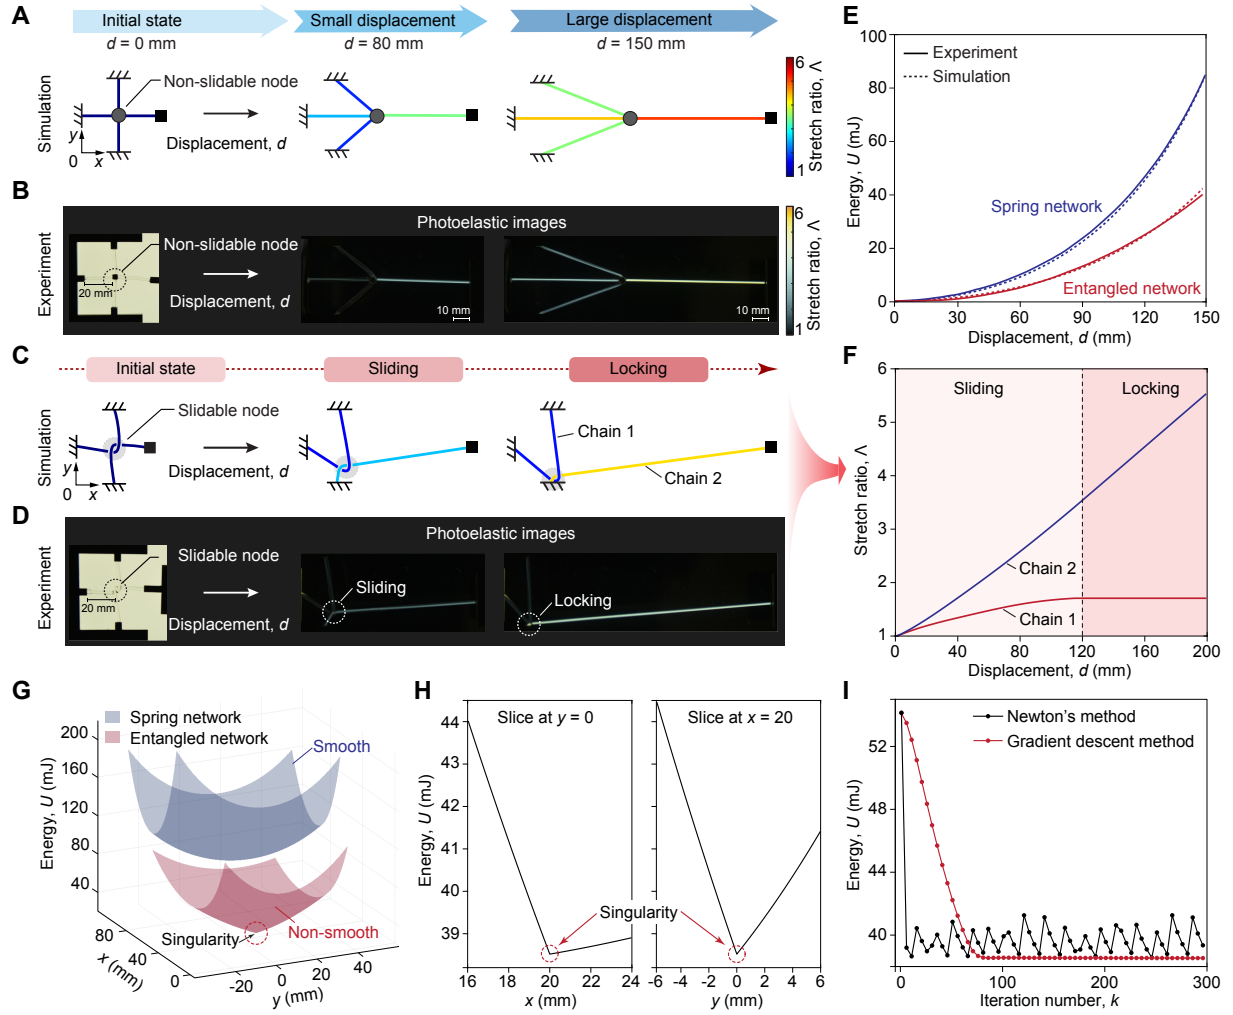 A
Initial state
Small displacement
Large displacement
d = 0 mm
d = 80 mm
d = 150 mm
Simulation
Non-slidable node
Displacement, d
y
0
x
6
1
Stretch ratio, Λ
B
Experiment
Photoelastic images
Non-slidable node
20 mm
Displacement, d
10 mm
10 mm
6
1
Stretch ratio, Λ
C
Initial state
Sliding
Locking
Simulation
Slidable node
Displacement, d
y
0
x
Chain 1
Chain 2
D
Experiment
Photoelastic images
Slidable node
20 mm
Displacement, d
Sliding
Locking
E
Energy, U (mJ)
100
80
60
40
20
0
Experiment
Simulation
Spring network
Entangled network
0 30 60 90 120 150
Displacement, d (mm)
F
Stretch ratio, Λ
6
5
4
3
2
1
Sliding
Locking
Chain 2
Chain 1
0 40 80 120 160 200
Displacement, d (mm)
G
Spring network
Entangled network
Smooth
Energy, U (mJ)
200
160
120
80
40
Singularity
Non-smooth
80
40
0
x (mm)
-20 0 20 40
y (mm)
H
Energy, U (mJ)
44
43
42
41
40
39
Slice at y = 0
Slice at x = 20
Singularity
16 18 20 22 24
x (mm)
-6 -4 -2 0 2 4 6
y (mm)
I
Energy, U (mJ)
52
48
44
40
Newton's method
Gradient descent method
0 100 200 300
Iteration number, k